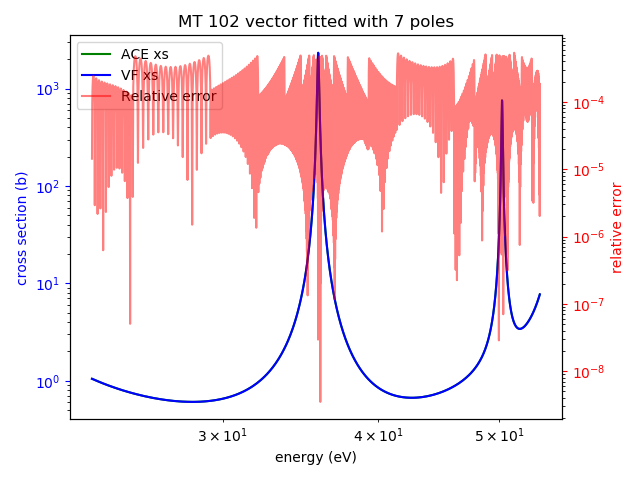 MT 102 vector fitted with 7 poles
ACE xs
VF xs
Relative error
cross section (b)
10³
10²
10¹
10⁰
10⁻⁴
10⁻⁵
10⁻⁶
10⁻⁷
10⁻⁸
relative error
3 × 10¹ 4 × 10¹ 5 × 10¹
energy (eV)